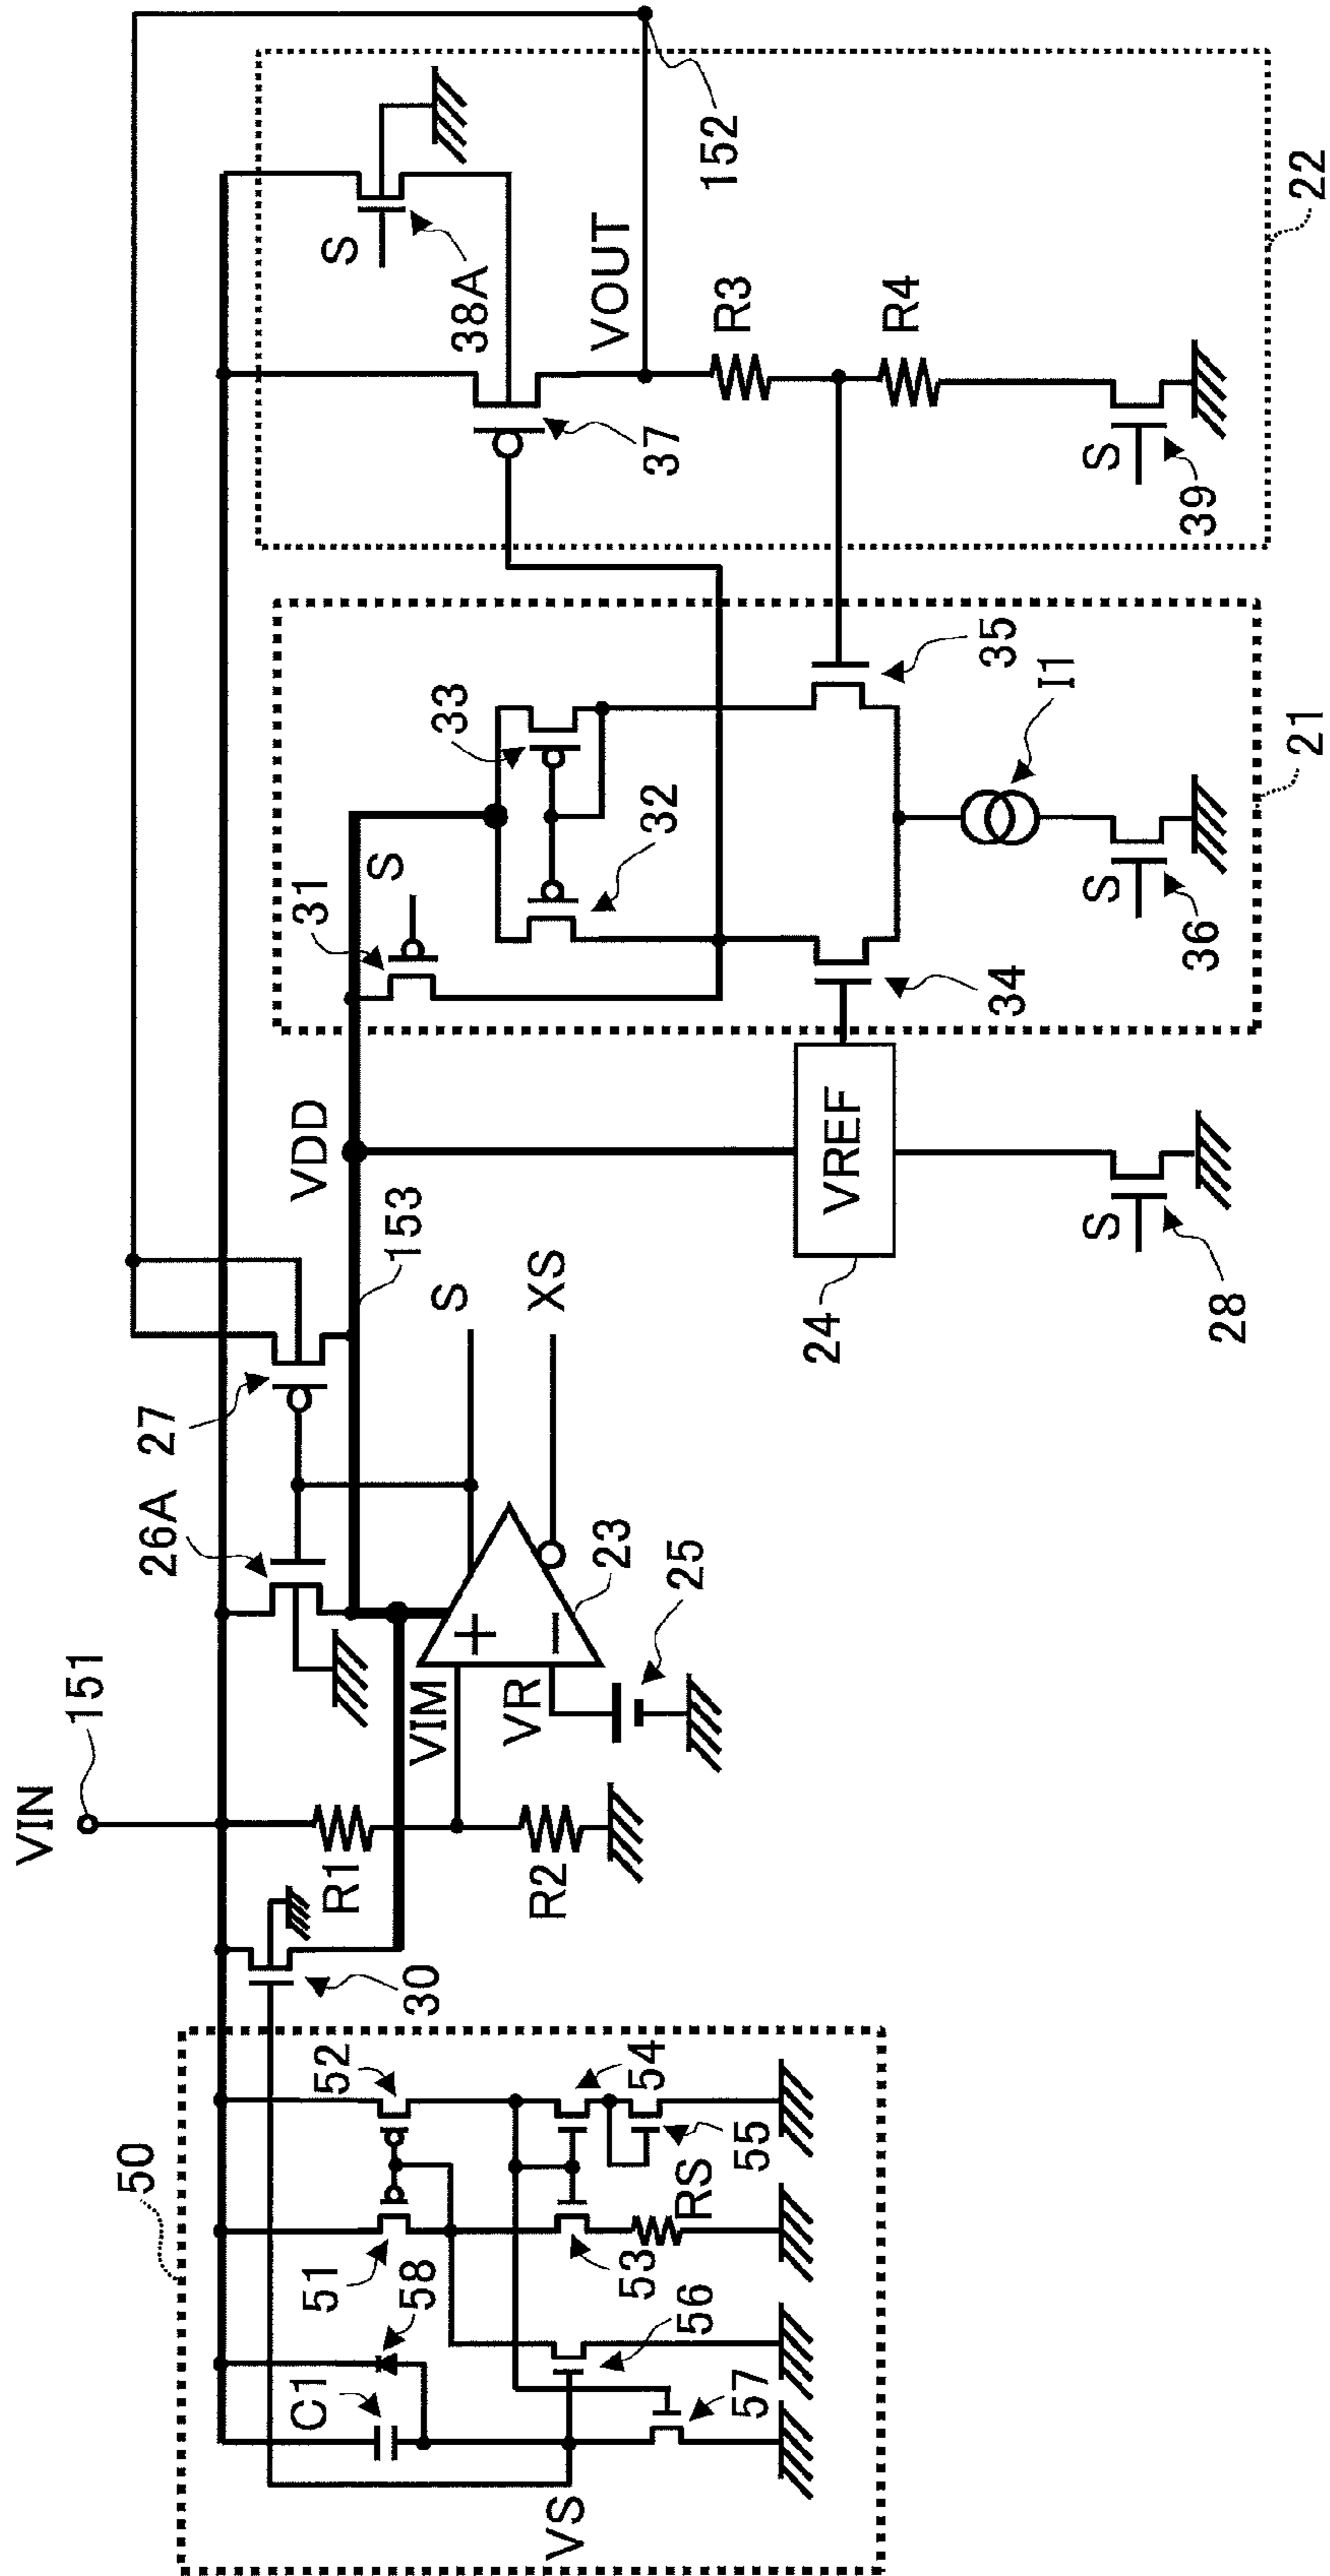 VIN
151
50
C1
58
51
52
53
54
55
RS
56
57
VS
30
R1
R2
26A
27
VIM
VR
25
23
S
XS
153
VDD
VREF
24
S
28
31
S
33
32
34
35
I1
S
36
21
S
38A
37
VOUT
152
R3
R4
S
39
22